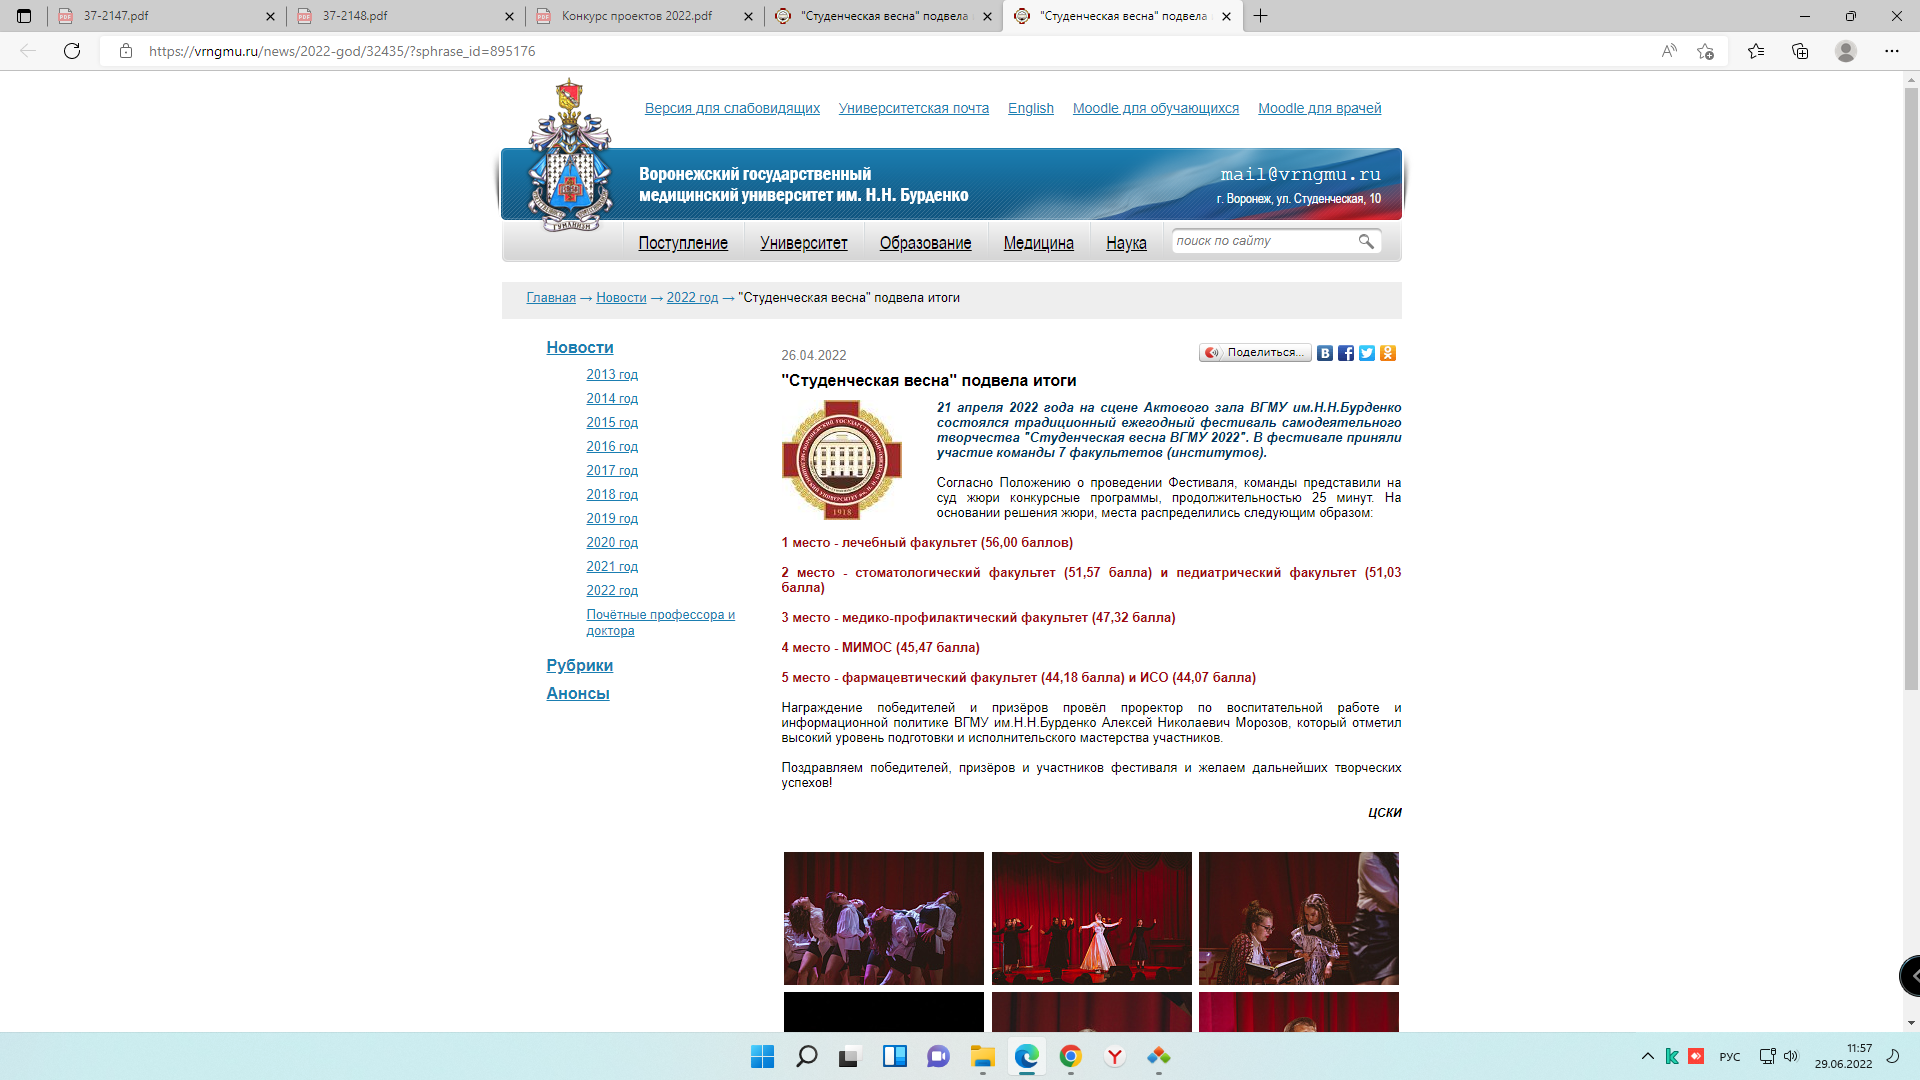 37-2147.pdf
37-2148.pdf
Конкурс проектов 2022.pdf
"Студенческая весна" подвела
"Студенческая весна" подвела
https://vrngmu.ru/news/2022-god/32435/?sphrase_id=895176
Версия для слабовидящих Университетская почта English Moodle для обучающихся Moodle для врачей
Воронежский государственный
медицинский университет им. Н.Н. Бурденко
mail@vrngmu.ru
г. Воронеж, ул. Студенческая, 10
ГУМАНИЗМ
Поступление Университет Образование Медицина Наука поиск по сайту
Главная → Новости → 2022 год → "Студенческая весна" подвела итоги
Новости
2013 год
2014 год
2015 год
2016 год
2017 год
2018 год
2019 год
2020 год
2021 год
2022 год
Почётные профессора и
доктора
Рубрики
Анонсы
26.04.2022
Поделиться...
"Студенческая весна" подвела итоги
1918
21 апреля 2022 года на сцене Актового зала ВГМУ им.Н.Н.Бурденко
состоялся традиционный ежегодный фестиваль самодеятельного
творчества "Студенческая весна ВГМУ 2022". В фестивале приняли
участие команды 7 факультетов (институтов).
Согласно Положению о проведении Фестиваля, команды представили на
суд жюри конкурсные программы, продолжительностью 25 минут. На
основании решения жюри, места распределились следующим образом:
1 место - лечебный факультет (56,00 баллов)
2 место - стоматологический факультет (51,57 балла) и педиатрический факультет (51,03
балла)
3 место - медико-профилактический факультет (47,32 балла)
4 место - МИМОС (45,47 балла)
5 место - фармацевтический факультет (44,18 балла) и ИСО (44,07 балла)
Награждение победителей и призёров провёл проректор по воспитательной работе и
информационной политике ВГМУ им.Н.Н.Бурденко Алексей Николаевич Морозов, который отметил
высокий уровень подготовки и исполнительского мастерства участников.
Поздравляем победителей, призёров и участников фестиваля и желаем дальнейших творческих
успехов!
ЦСКИ
РУС
11:57
29.06.2022